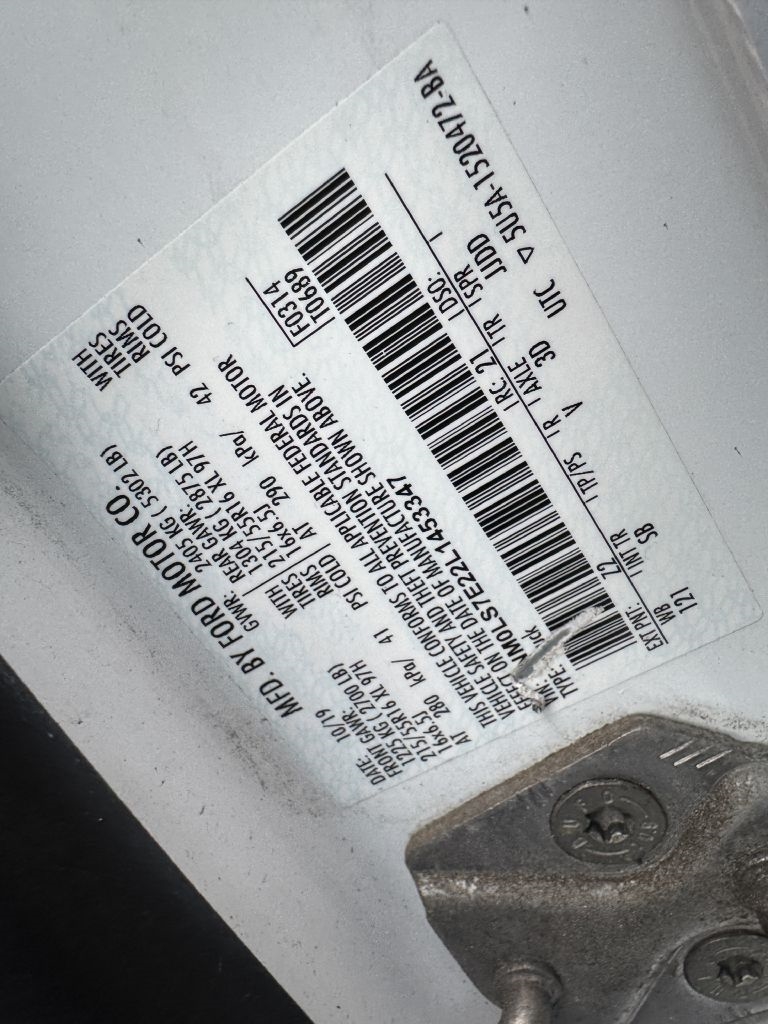 MFD. BY FORD MOTOR CO.
DATE: 10/19 GVWR: 2405 KG ( 5302 LB)
FRONT GAWR: REAR GAWR: WITH
1225 KG ( 2700 LB) 1304 KG ( 2875 LB) TIRES
215/55R16 XL 97H WITH TIRES 215/55R16 XL 97H RIMS
16x6.5J RIMS 16x6.5J
AT 280 kPa/ 41 PSI COLD AT 290 kPa/ 42 PSI COLD
THIS VEHICLE CONFORMS TO ALL APPLICABLE FEDERAL MOTOR
VEHICLE SAFETY AND THEFT PREVENTION STANDARDS IN
EFFECT ON THE DATE OF MANUFACTURE SHOWN ABOVE.
VIN: NM0LS7E22L1453347
TYPE:
F0314
T0689
EXT PNT: 7Z RC: 21 DSO:
WB INT R TP/PS R AXLE TR SPR
121 SB V 3D JJDD I
UTC ▽ 5U5A-1520472-BA